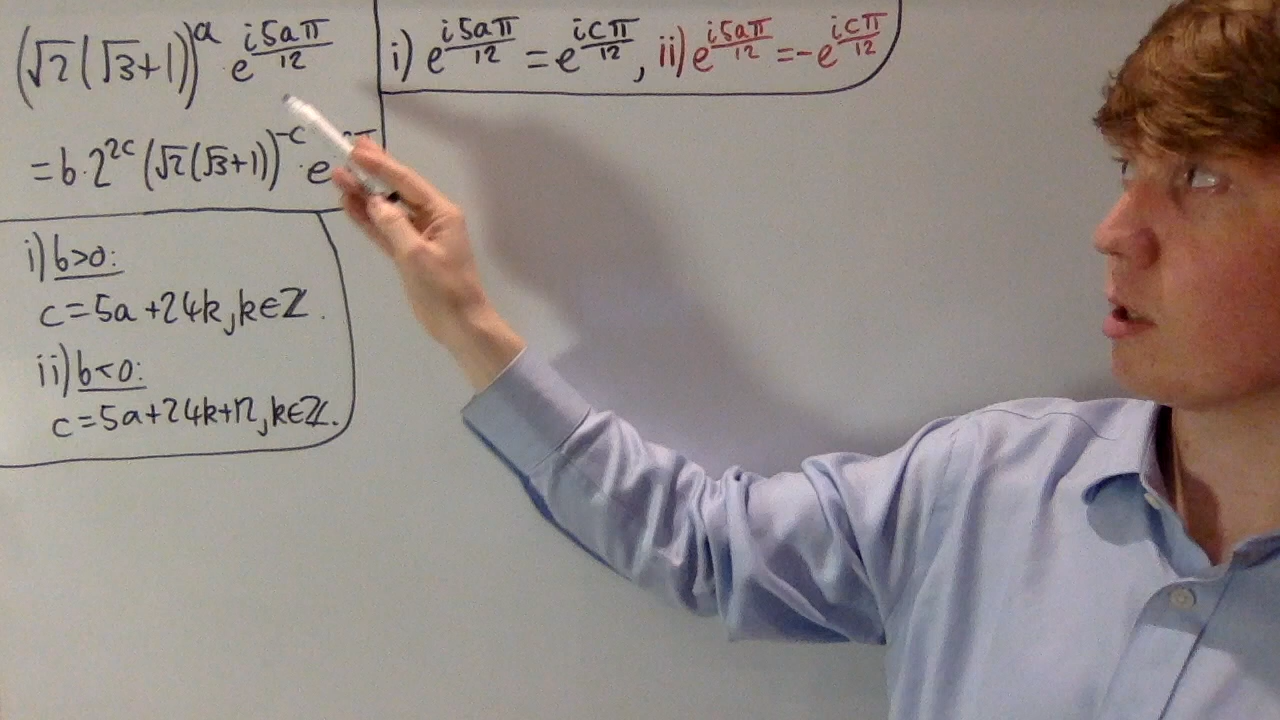 (√2(√3+1))^a e^(i5aπ/12)
=b·2^(2c) (√2(√3+1))^(-c) · e
i) e^(i5aπ/12) = e^(icπ/12), ii) e^(i5aπ/12) = -e^(icπ/12)
i) b>0:
c=5a+24k, k∈ℤ.
ii) b<0:
c=5a+24k+12, k∈ℤ.